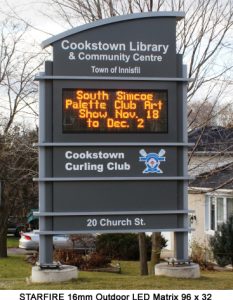 Cookstown Library
& Community Centre
Town of Innisfil
South Simcoe
Palette Club Art
Show Nov. 18
to Dec. 2
Cookstown
Curling Club
20 Church St.
STARFIRE 16mm Outdoor LED Matrix 96 x 32